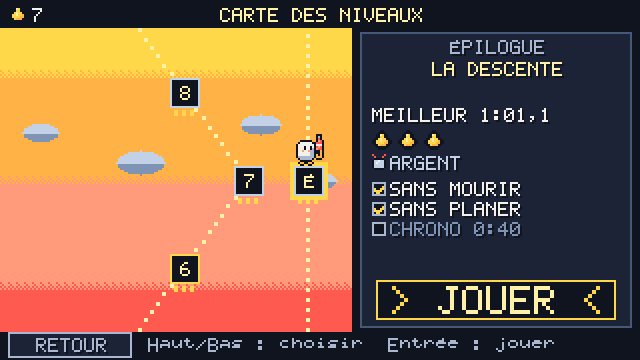 7
CARTE DES NIVEAUX
8
7
É
6
ÉPILOGUE
LA DESCENTE
MEILLEUR 1:01,1
ARGENT
SANS MOURIR
SANS PLANER
CHRONO 0:40
> JOUER <
RETOUR
Haut/Bas : choisir Entrée : jouer